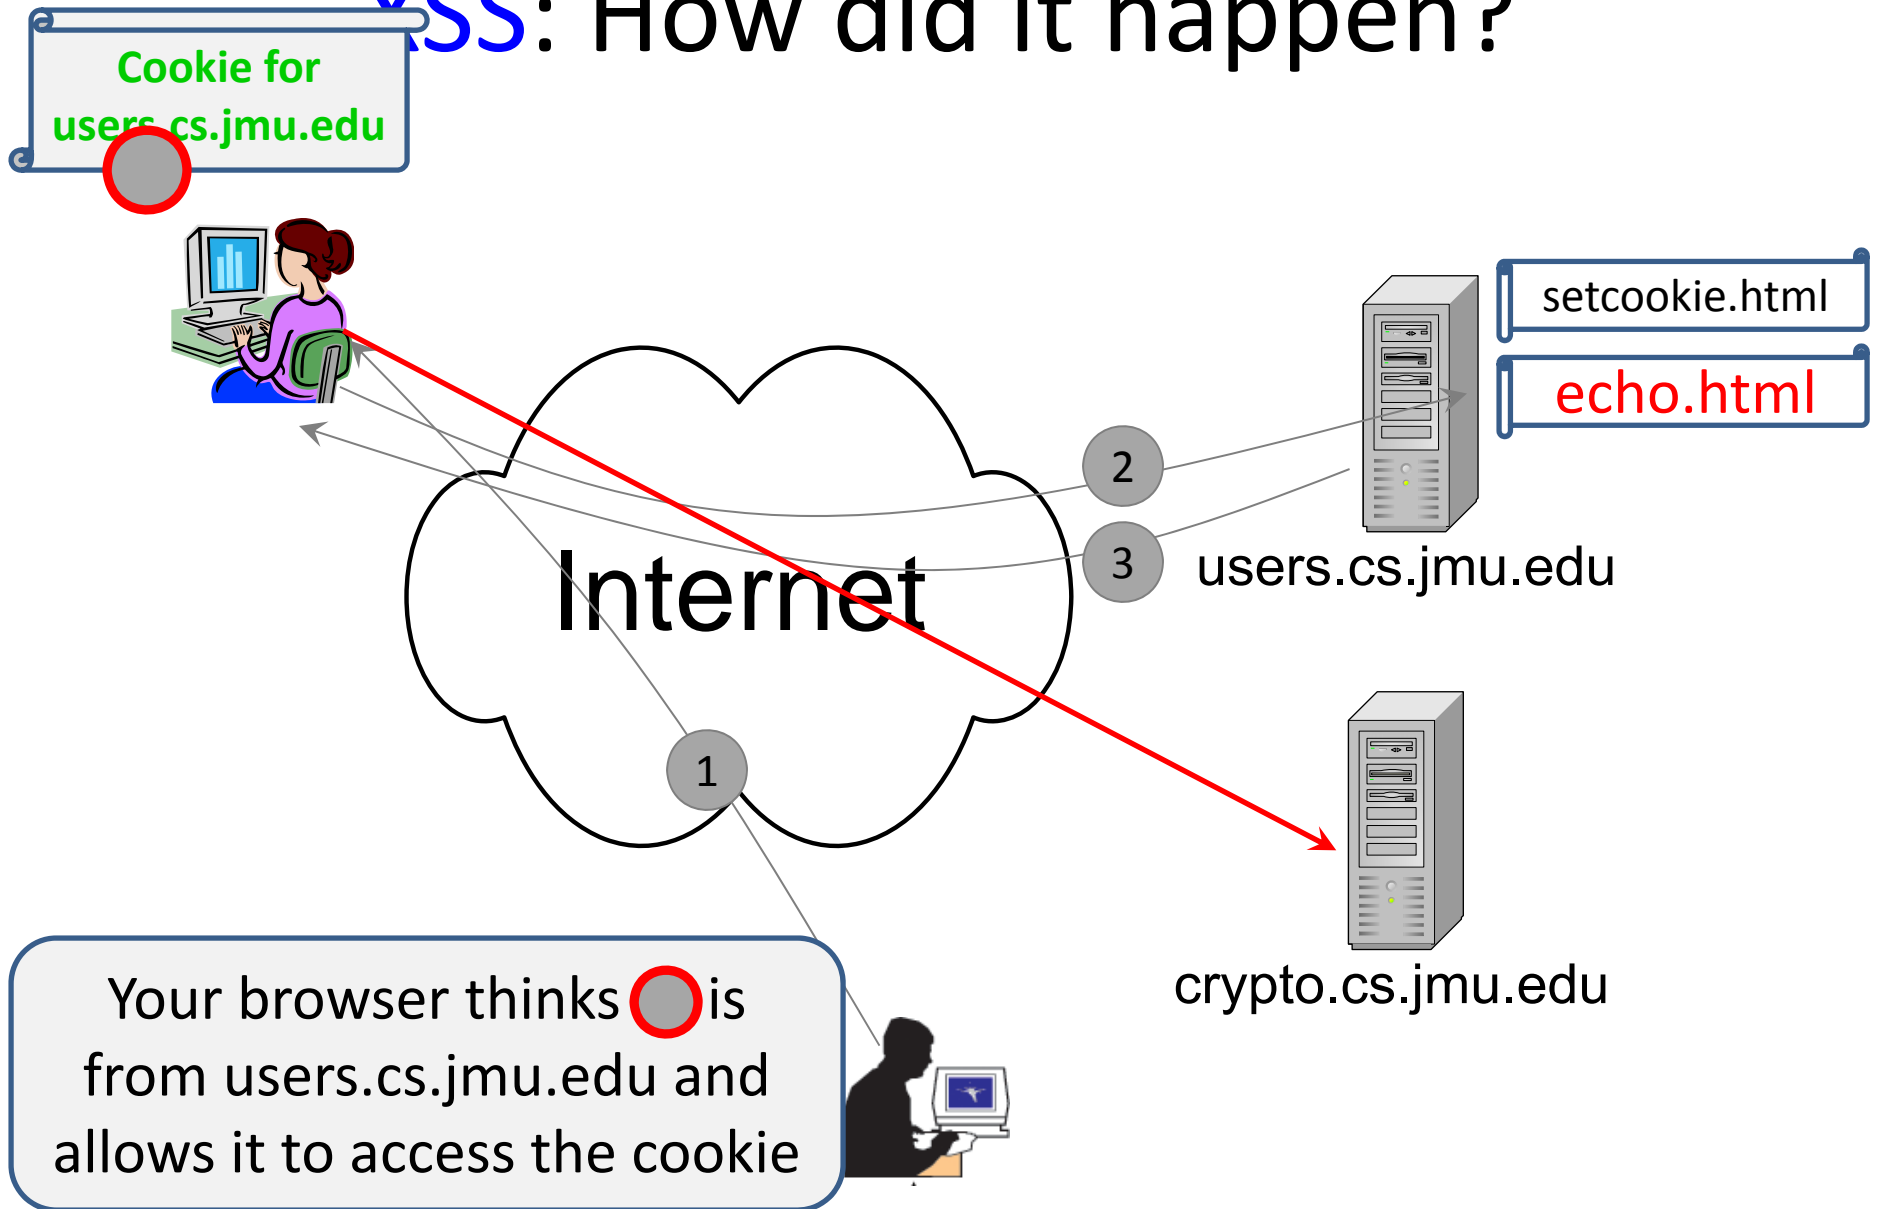 XSS: How did it happen?
Cookie for
users.cs.jmu.edu
setcookie.html
echo.html
2
3
users.cs.jmu.edu
Internet
1
crypto.cs.jmu.edu
Your browser thinks is
from users.cs.jmu.edu and
allows it to access the cookie